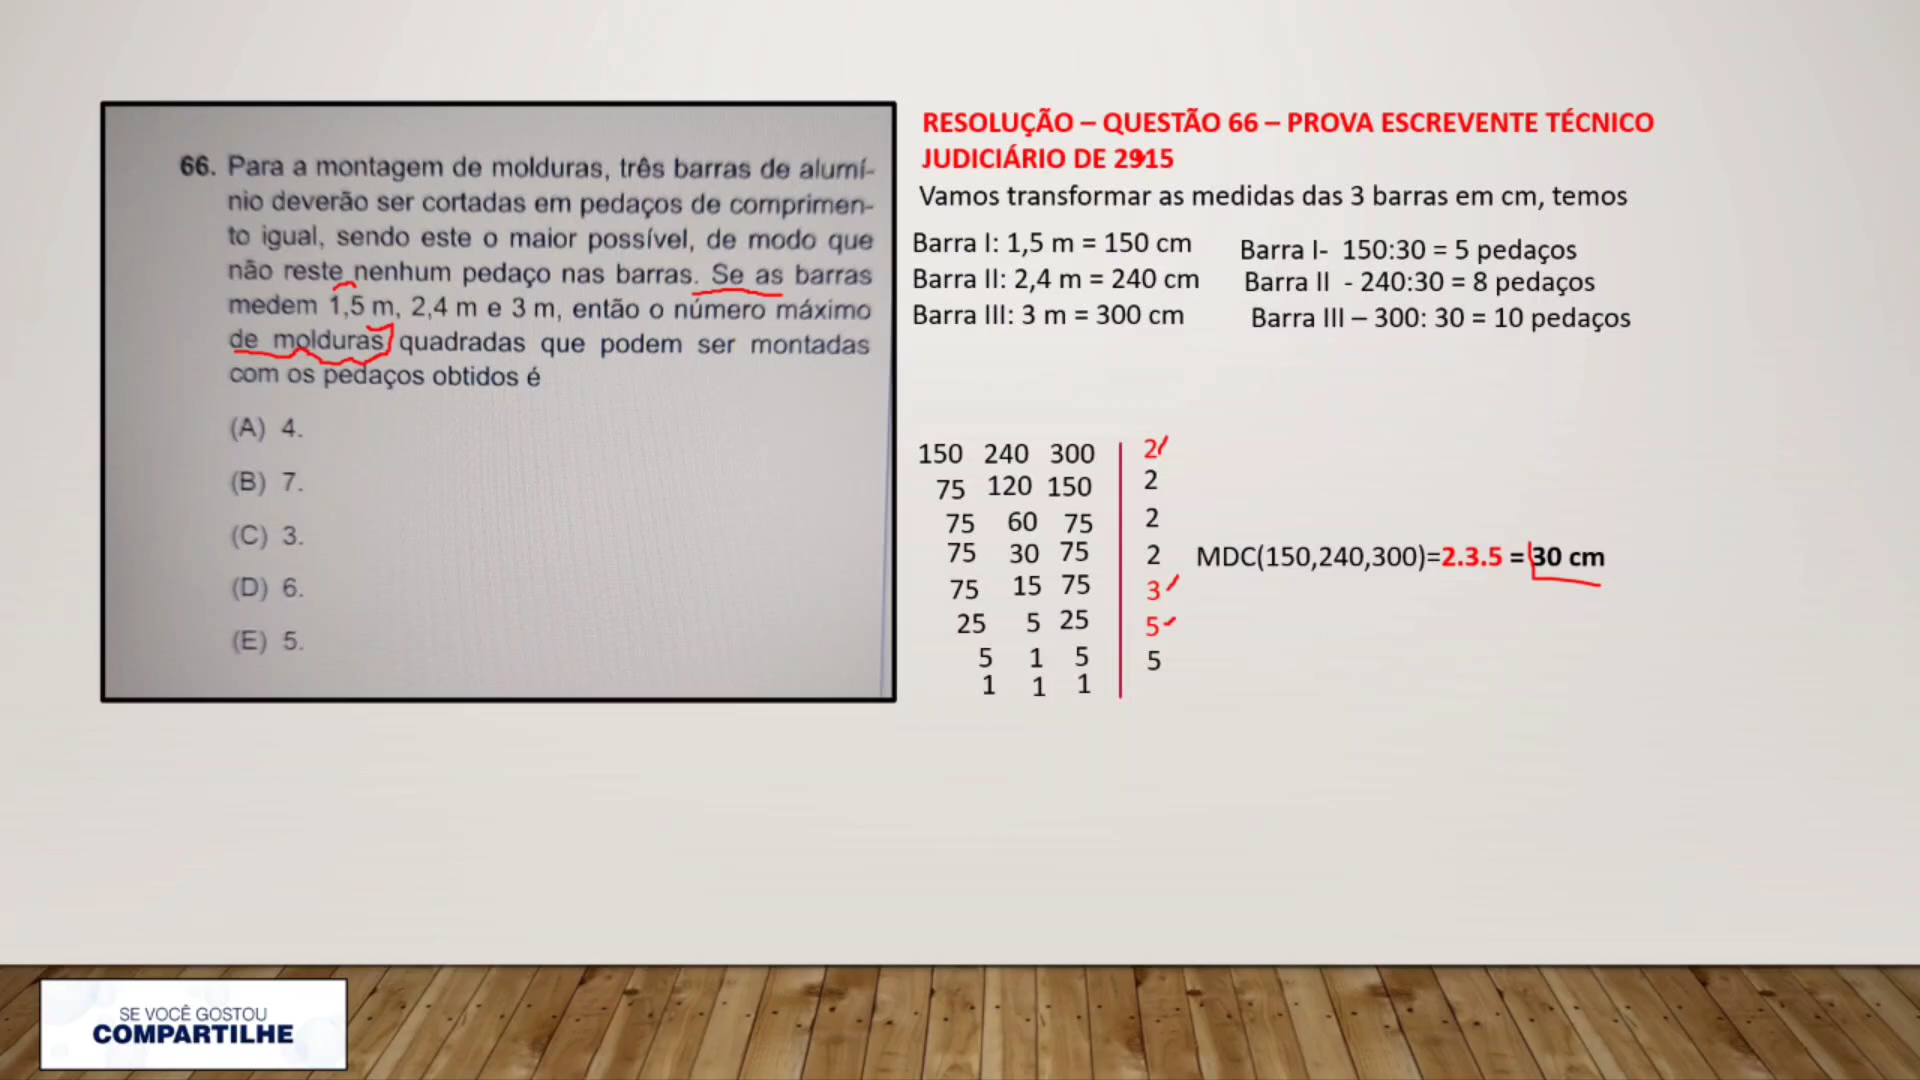 66. Para a montagem de molduras, três barras de alumí-
nio deverão ser cortadas em pedaços de comprimen-
to igual, sendo este o maior possível, de modo que
não reste nenhum pedaço nas barras. Se as barras
medem 1,5 m, 2,4 m e 3 m, então o número máximo
de molduras quadradas que podem ser montadas
com os pedaços obtidos é
(A) 4.
(B) 7.
(C) 3.
(D) 6.
(E) 5.
RESOLUÇÃO – QUESTÃO 66 – PROVA ESCREVENTE TÉCNICO
JUDICIÁRIO DE 2915
Vamos transformar as medidas das 3 barras em cm, temos
Barra I: 1,5 m = 150 cm
Barra II: 2,4 m = 240 cm
Barra III: 3 m = 300 cm
Barra I- 150:30 = 5 pedaços
Barra II - 240:30 = 8 pedaços
Barra III – 300: 30 = 10 pedaços
150 240 300 2
75 120 150 2
75 60 75 2
75 30 75 2
75 15 75 3
25 5 25 5
5 1 5 5
1 1 1
MDC(150,240,300)=2.3.5 = 30 cm
SE VOCÊ GOSTOU
COMPARTILHE